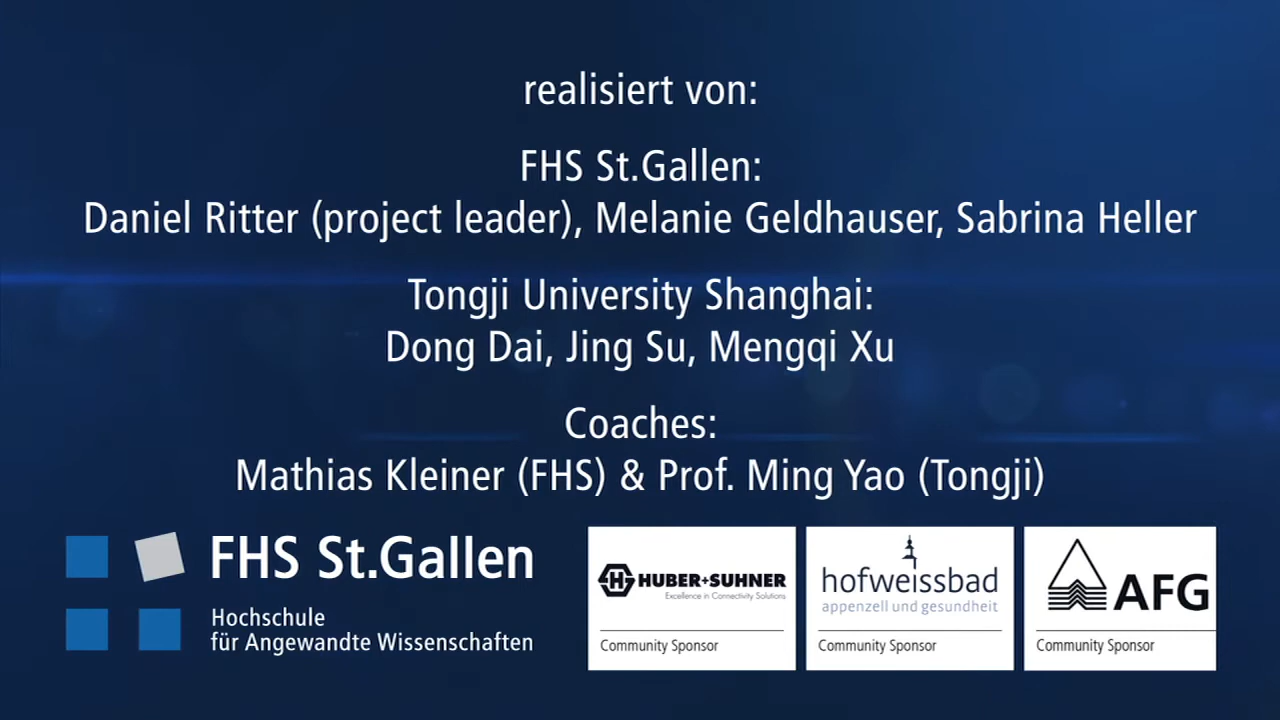 realisiert von:
FHS St.Gallen:
Daniel Ritter (project leader), Melanie Geldhauser, Sabrina Heller
Tongji University Shanghai:
Dong Dai, Jing Su, Mengqi Xu
Coaches:
Mathias Kleiner (FHS) & Prof. Ming Yao (Tongji)
FHS St.Gallen
Hochschule
für Angewandte Wissenschaften
HUBER+SUHNER
Excellence in Connectivity Solutions
Community Sponsor
hofweissbad
appenzell und gesundheit
Community Sponsor
AFG
Community Sponsor